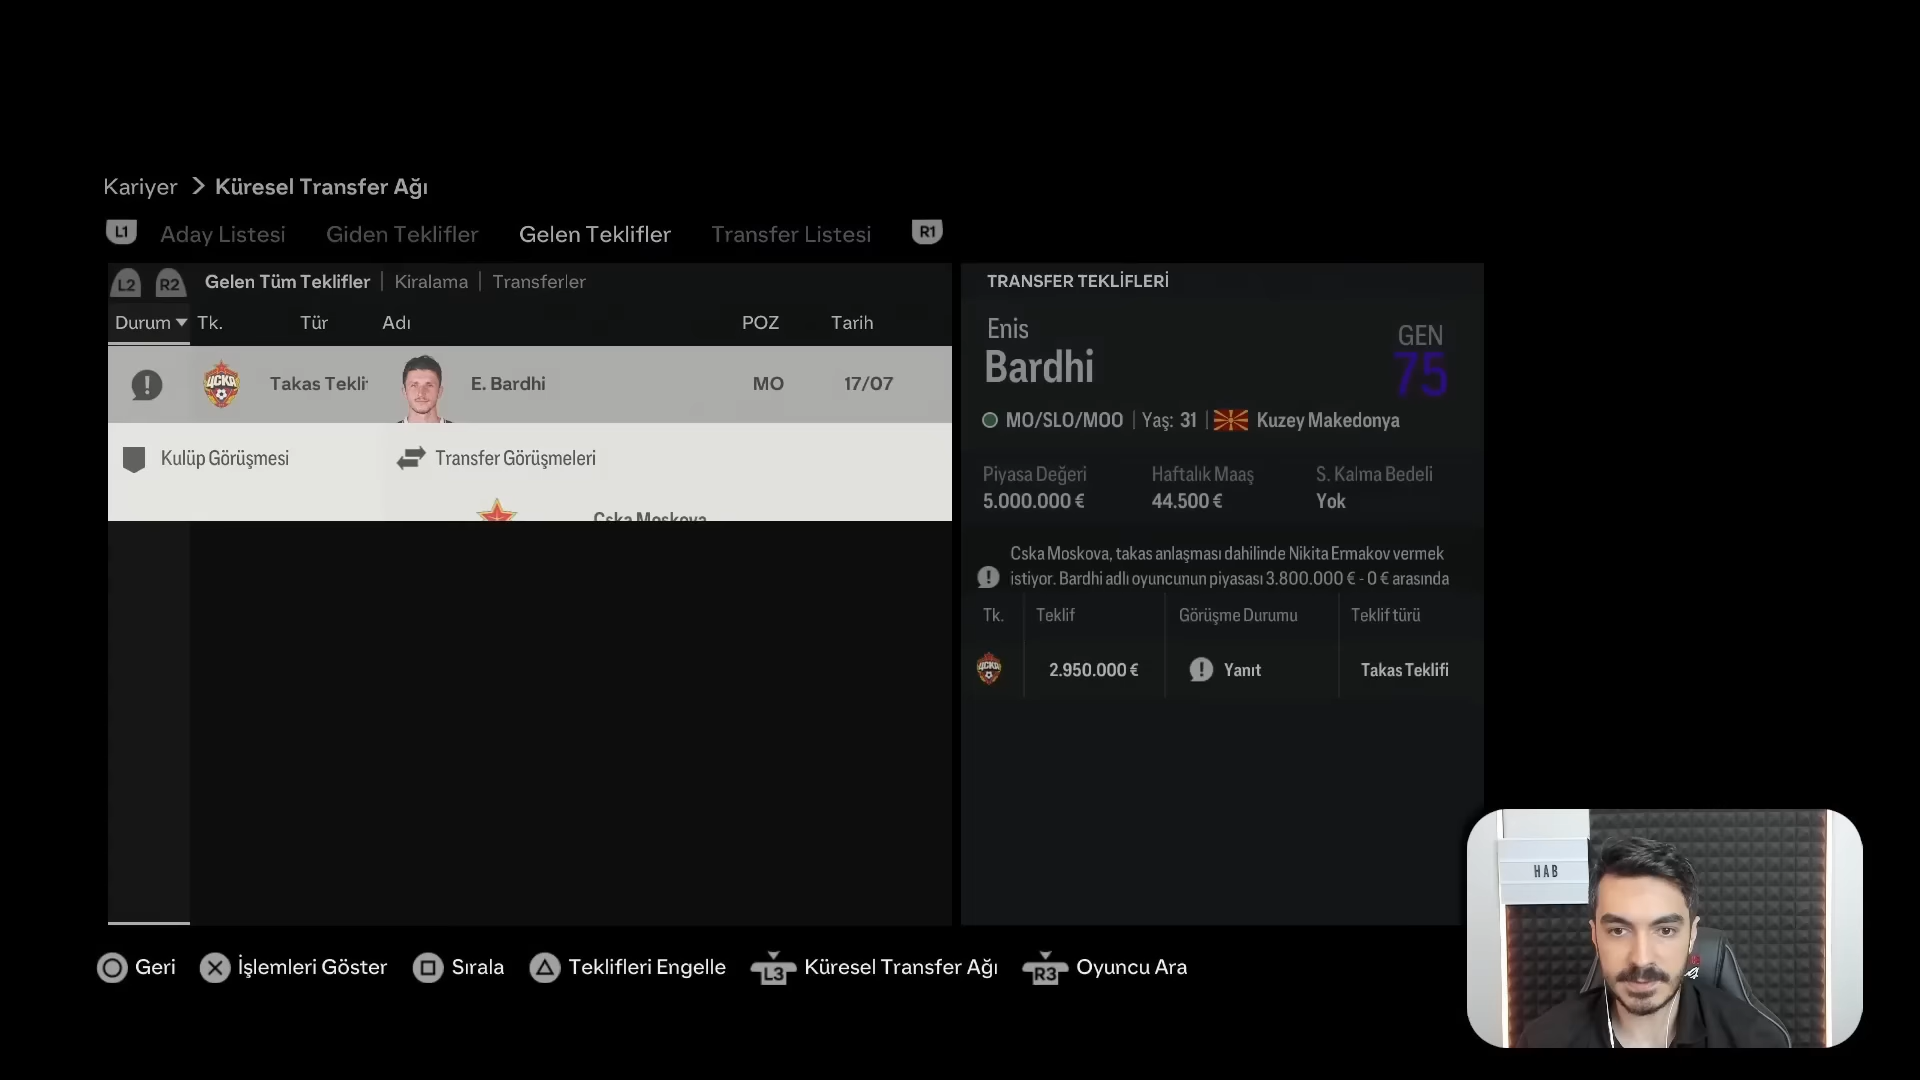 Kariyer > Küresel Transfer Ağı
L1 Aday Listesi Giden Teklifler Gelen Teklifler Transfer Listesi R1
L2 R2 Gelen Tüm Teklifler | Kiralama | Transferler
Durum Tk. Tür Adı POZ Tarih
ЦСКА Takas Teklif E. Bardhi MO 17/07
Kulüp Görüşmesi Transfer Görüşmeleri
Cska Moskova
TRANSFER TEKLİFLERİ
Enis
Bardhi
GEN
75
MO/SLO/MOO | Yaş: 31 | Kuzey Makedonya
Piyasa Değeri Haftalık Maaş S. Kalma Bedeli
5.000.000 € 44.500 € Yok
Cska Moskova, takas anlaşması dahilinde Nikita Ermakov vermek
istiyor. Bardhi adlı oyuncunun piyasası 3.800.000 € - 0 € arasında
Tk. Teklif Görüşme Durumu Teklif türü
ЦСКА 2.950.000 € Yanıt Takas Teklifi
HAB
Geri İşlemleri Göster Sırala Teklifleri Engelle L3 Küresel Transfer Ağı R3 Oyuncu Ara